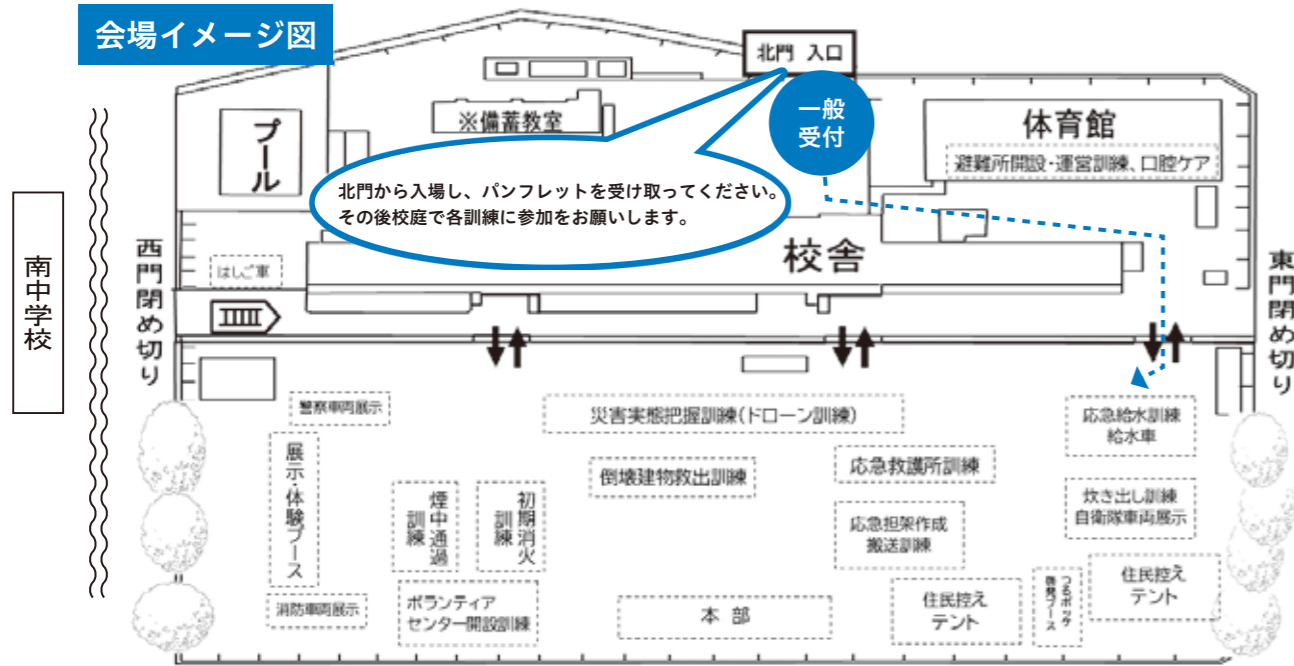 会場イメージ図
北門 入口
一般
受付
プール
※備蓄教室
体育館
避難所開設・運営訓練、口腔ケア
北門から入場し、パンフレットを受け取ってください。
その後校庭で各訓練に参加をお願いします。
校舎
南中学校
西門閉め切り
はしご車
東門閉め切り
警察車両展示
災害実態把握訓練(ドローン訓練)
応急給水訓練
給水車
展示・体験ブース
倒壊建物救出訓練
応急救護所訓練
煙中通過
訓練
初期消火
訓練
応急担架作成
搬送訓練
炊き出し訓練
自衛隊車両展示
消防車両展示
ボランティア
センター開設訓練
本部
住民控え
テント
つるポック
啓発ブース
住民控え
テント